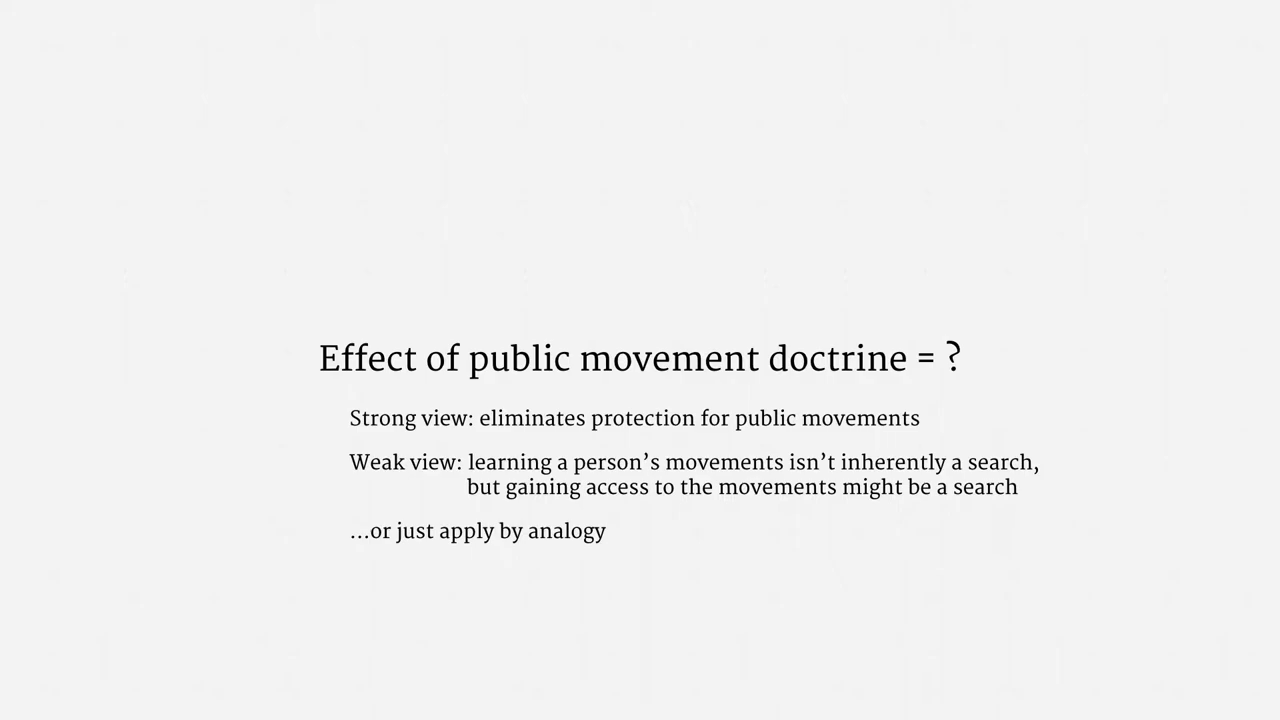 Effect of public movement doctrine = ?
Strong view: eliminates protection for public movements
Weak view: learning a person’s movements isn’t inherently a search,
but gaining access to the movements might be a search
…or just apply by analogy